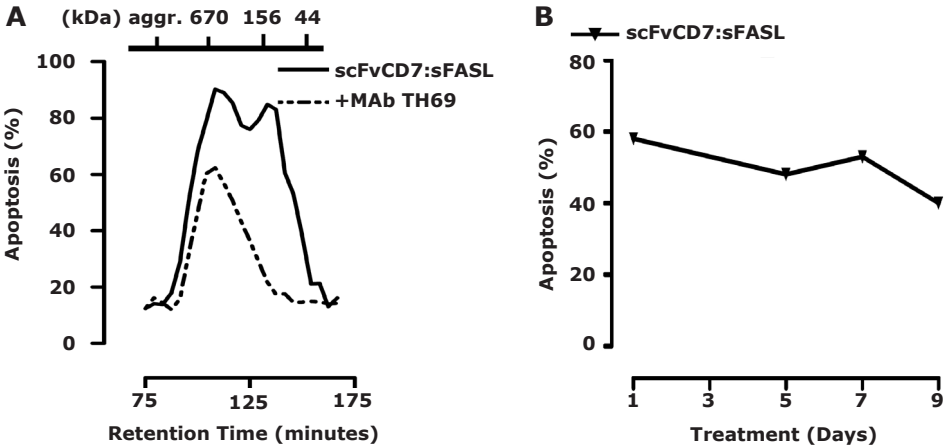 A
(kDa) aggr. 670 156 44
scFvCD7:sFASL
+MAb TH69
Apoptosis (%)
100
80
60
40
20
0
75 125 175
Retention Time (minutes)
B
scFvCD7:sFASL
Apoptosis (%)
80
60
40
20
0
1 3 5 7 9
Treatment (Days)